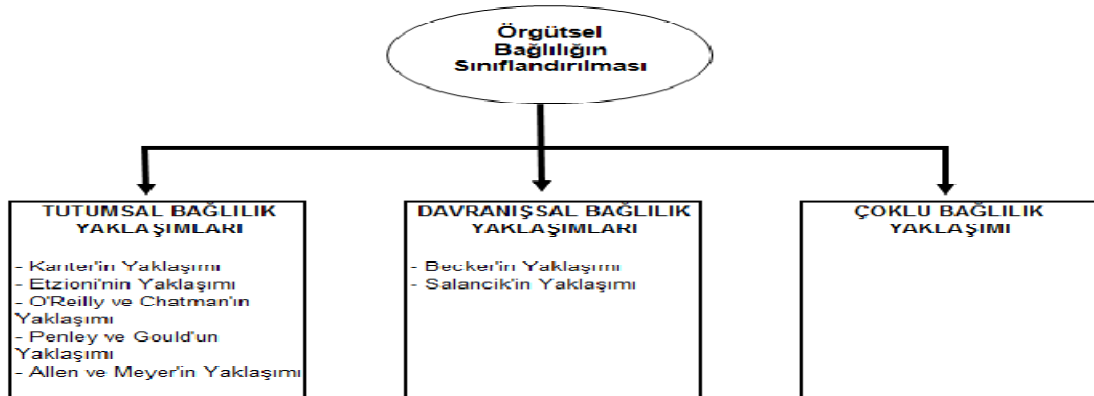 Örgütsel
Bağlılığın
Sınıflandırılması
TUTUMSAL BAĞLILIK
YAKLAŞIMLARI
- Kanter'in Yaklaşımı
- Etzioni'nin Yaklaşımı
- O'Reilly ve Chatman'ın
Yaklaşımı
- Penley ve Gould'un
Yaklaşımı
- Allen ve Meyer'in Yaklaşımı
DAVRANIŞSAL BAĞLILIK
YAKLAŞIMLARI
- Becker'in Yaklaşımı
- Salancik'in Yaklaşımı
ÇOKLU BAĞLILIK
YAKLAŞIMI